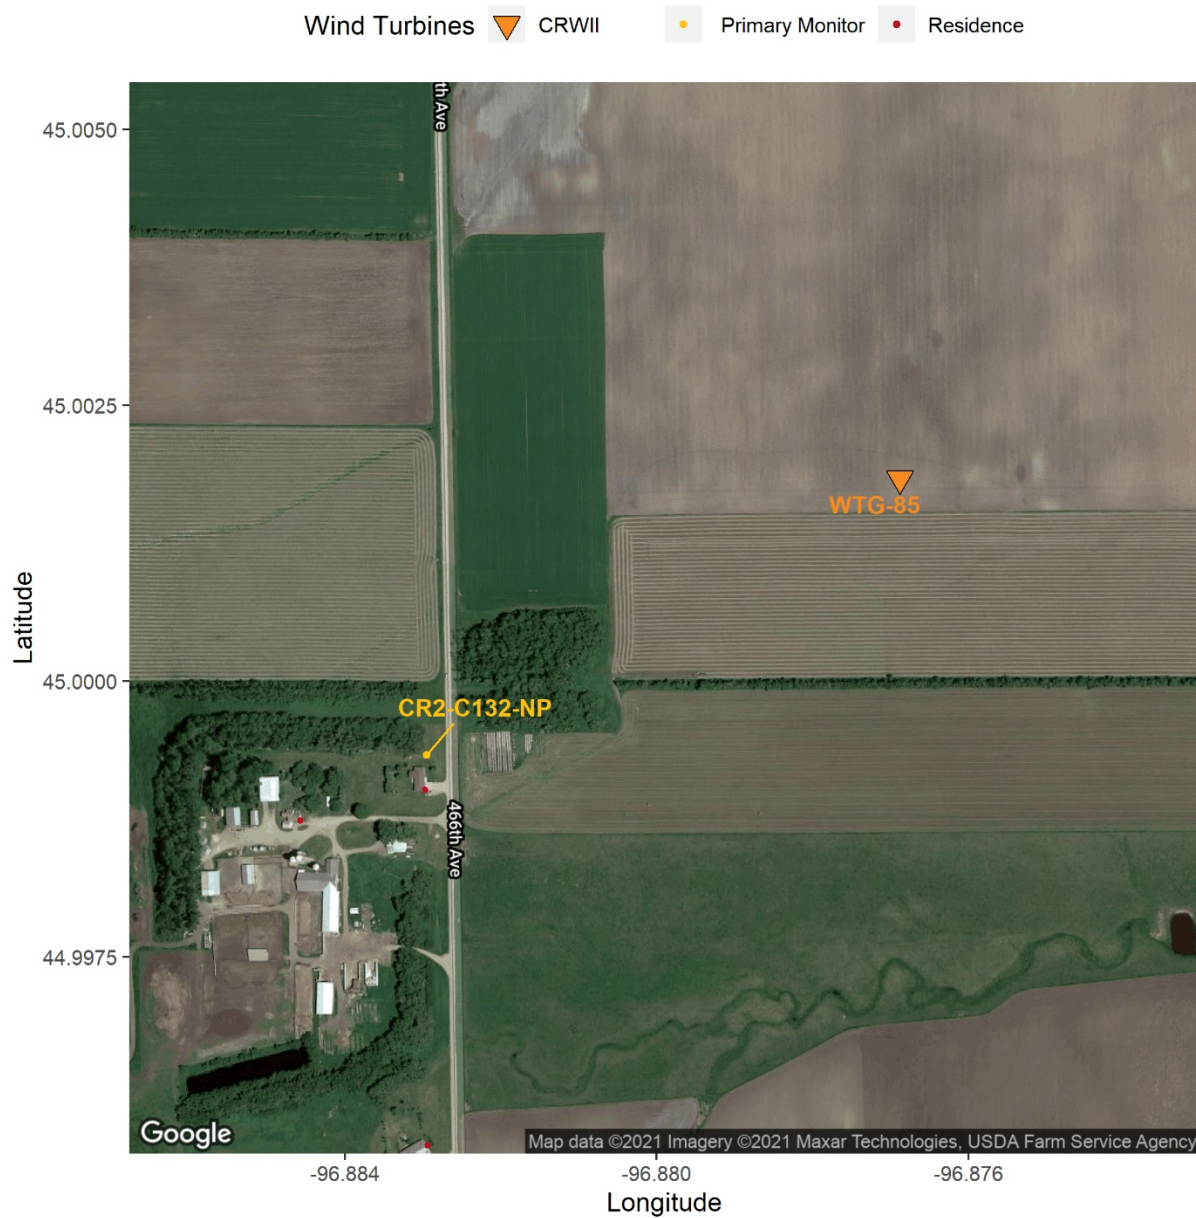 Wind Turbines CRWII Primary Monitor Residence
th Ave
45.0050
45.0025
WTG-85
Latitude
45.0000
CR2-C132-NP
466th Ave
44.9975
Google
Map data ©2021 Imagery ©2021 Maxar Technologies, USDA Farm Service Agency
-96.884 -96.880 -96.876
Longitude